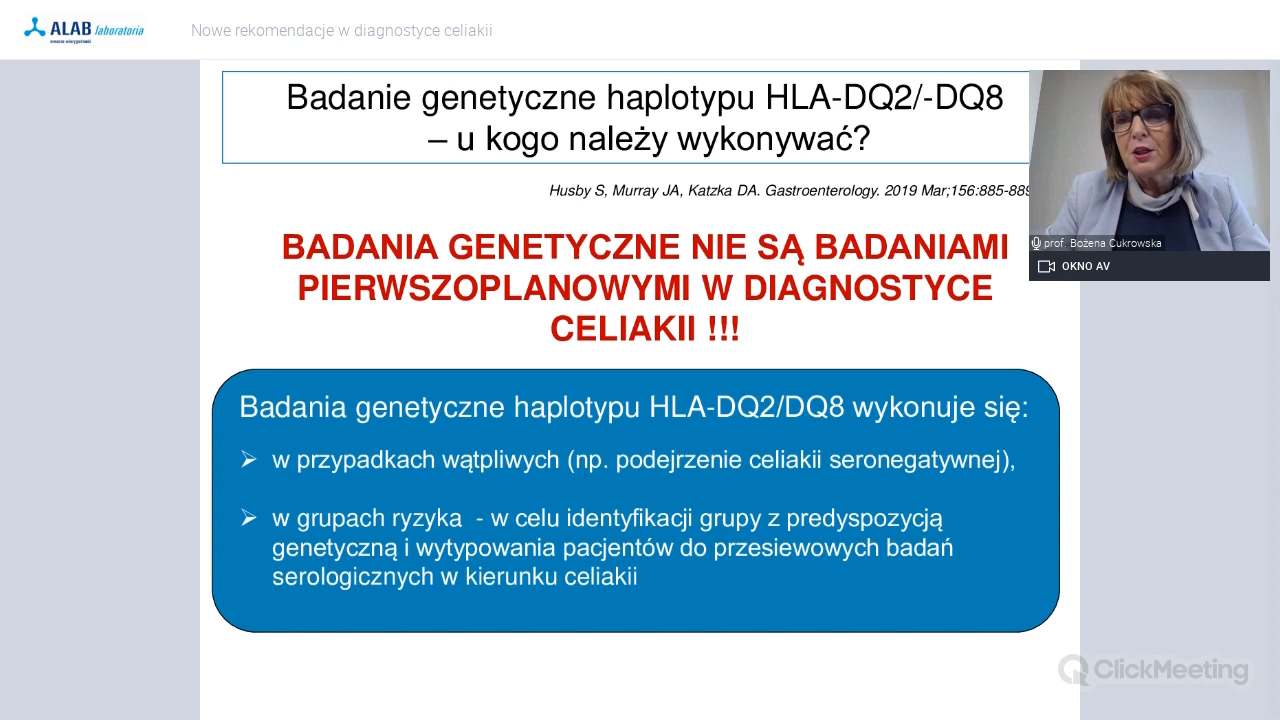 ALAB laboratoria
Nowe rekomendacje w diagnostyce celiakii
Badanie genetyczne haplotypu HLA-DQ2/-DQ8
– u kogo należy wykonywać?
Husby S, Murray JA, Katzka DA. Gastroenterology. 2019 Mar;156:885-889
prof. Bożena Cukrowska
OKNO AV
BADANIA GENETYCZNE NIE SĄ BADANIAMI
PIERWSZOPLANOWYMI W DIAGNOSTYCE
CELIAKII !!!
Badania genetyczne haplotypu HLA-DQ2/DQ8 wykonuje się:
➢ w przypadkach wątpliwych (np. podejrzenie celiakii seronegatywnej),
➢ w grupach ryzyka - w celu identyfikacji grupy z predyspozycją
genetyczną i wytypowania pacjentów do przesiewowych badań
serologicznych w kierunku celiakii
ClickMeeting